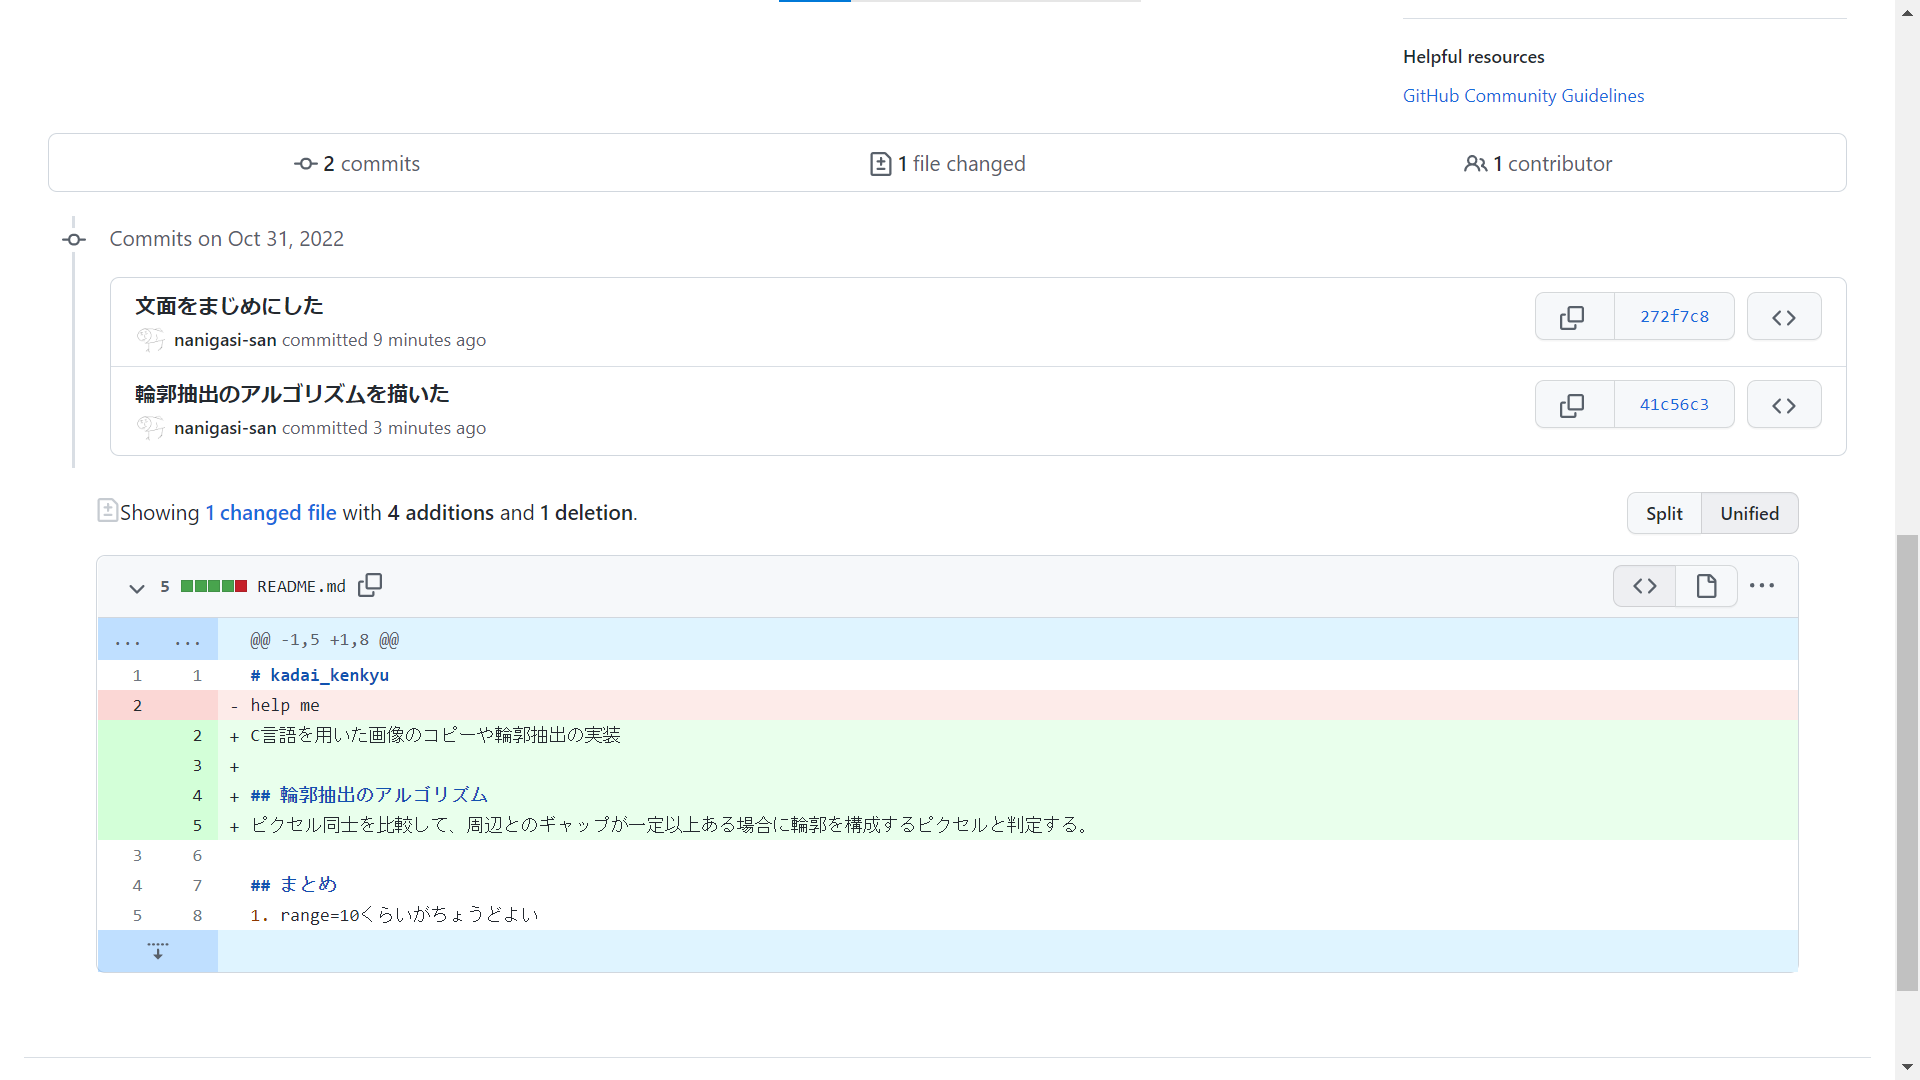 Helpful resources
GitHub Community Guidelines
2 commits
1 file changed
1 contributor
Commits on Oct 31, 2022
文面をまじめにした
272f7c8
nanigasi-san committed 9 minutes ago
輪郭抽出のアルゴリズムを描いた
41c56c3
nanigasi-san committed 3 minutes ago
Showing 1 changed file with 4 additions and 1 deletion.
Split
Unified
5 README.md
... ... @@ -1,5 +1,8 @@
1 1 # kadai_kenkyu
2 - help me
2 + C言語を用いた画像のコピーや輪郭抽出の実装
3 +
4 + ## 輪郭抽出のアルゴリズム
5 + ピクセル同士を比較して、周辺とのギャップが一定以上ある場合に輪郭を構成するピクセルと判定する。
3 6
4 7 ## まとめ
5 8 1. range=10くらいがちょうどよい